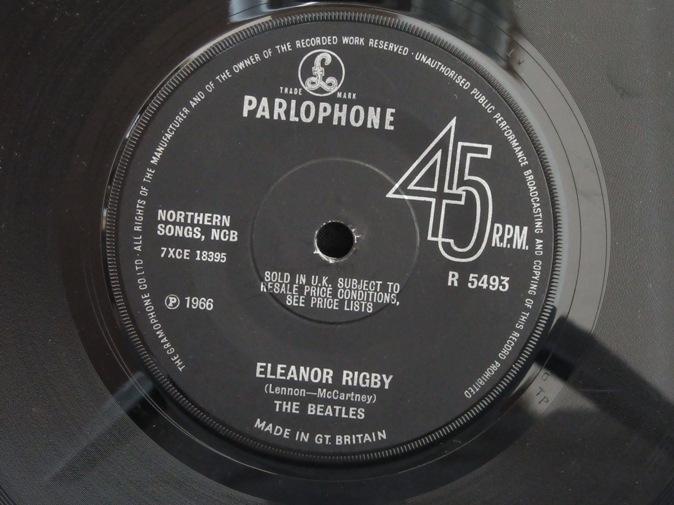 THE GRAMOPHONE CO. LTD · ALL RIGHTS OF THE MANUFACTURER AND OF THE OWNER OF THE RECORDED WORK RESERVED · UNAUTHORISED PUBLIC PERFORMANCE BROADCASTING AND COPYING OF THIS RECORD PROHIBITED
£
TRADE MARK
PARLOPHONE
45 R.P.M.
NORTHERN
SONGS, NCB
7XCE 18395
R 5493
SOLD IN U.K. SUBJECT TO
RESALE PRICE CONDITIONS,
SEE PRICE LISTS
℗ 1966
ELEANOR RIGBY
(Lennon—McCartney)
THE BEATLES
MADE IN GT. BRITAIN
G
TP